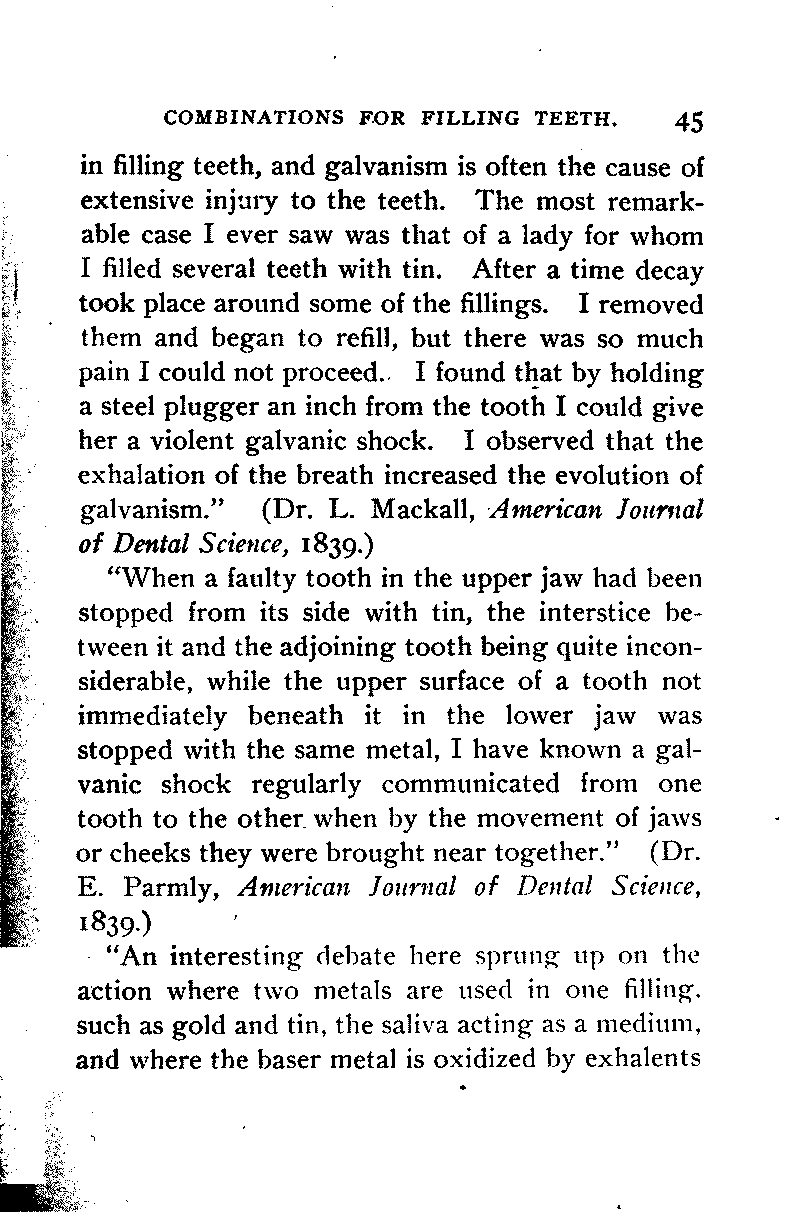 COMBINATIONS FOR FILLING TEETH. 45
in filling teeth, and galvanism is often the cause of
extensive injury to the teeth. The most remark-
able case I ever saw was that of a lady for whom
I filled several teeth with tin. After a time decay
took place around some of the fillings. I removed
them and began to refill, but there was so much
pain I could not proceed. I found that by holding
a steel plugger an inch from the tooth I could give
her a violent galvanic shock. I observed that the
exhalation of the breath increased the evolution of
galvanism." (Dr. L. Mackall, American Journal
of Dental Science, 1839.)
"When a faulty tooth in the upper jaw had been
stopped from its side with tin, the interstice be-
tween it and the adjoining tooth being quite incon-
siderable, while the upper surface of a tooth not
immediately beneath it in the lower jaw was
stopped with the same metal, I have known a gal-
vanic shock regularly communicated from one
tooth to the other when by the movement of jaws
or cheeks they were brought near together." (Dr.
E. Parmly, American Journal of Dental Science,
1839.)
"An interesting debate here sprung up on the
action where two metals are used in one filling,
such as gold and tin, the saliva acting as a medium,
and where the baser metal is oxidized by exhalents